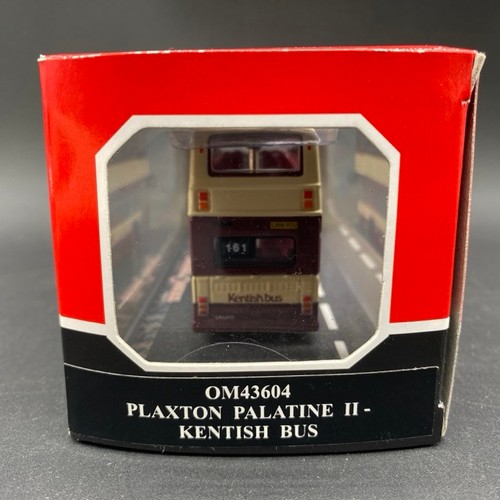 161
Kentish.bus
OM43604
PLAXTON PALATINE II -
KENTISH BUS